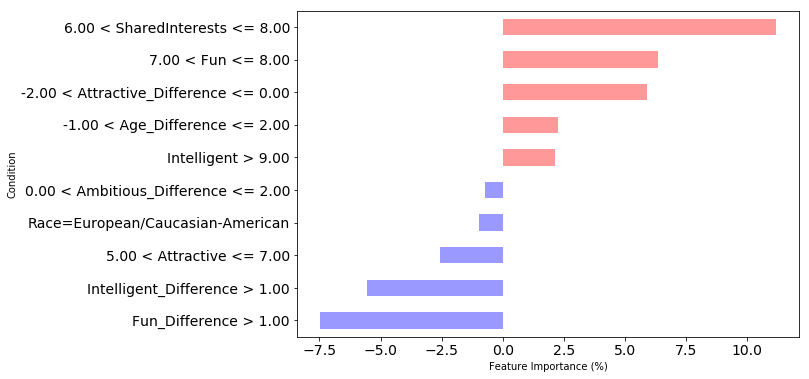 6.00 < SharedInterests <= 8.00
7.00 < Fun <= 8.00
-2.00 < Attractive_Difference <= 0.00
-1.00 < Age_Difference <= 2.00
Intelligent > 9.00
0.00 < Ambitious_Difference <= 2.00
Race=European/Caucasian-American
5.00 < Attractive <= 7.00
Intelligent_Difference > 1.00
Fun_Difference > 1.00
Condition
−7.5 −5.0 −2.5 0.0 2.5 5.0 7.5 10.0
Feature Importance (%)